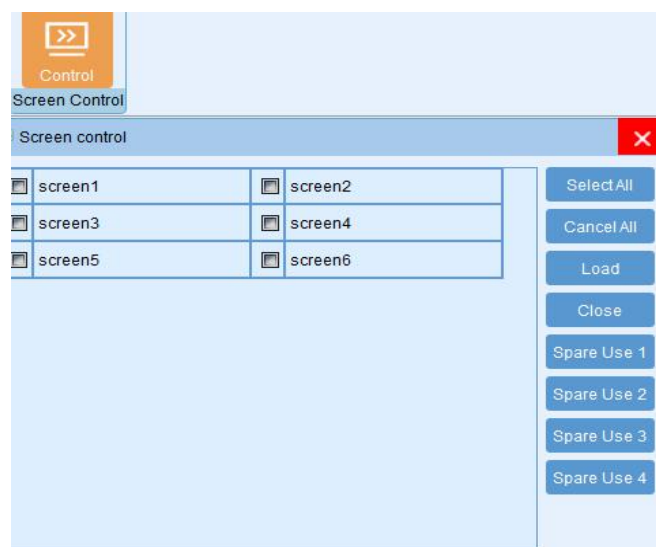 Control
Screen Control
Screen control
screen1
screen2
screen3
screen4
screen5
screen6
Select All
Cancel All
Load
Close
Spare Use 1
Spare Use 2
Spare Use 3
Spare Use 4